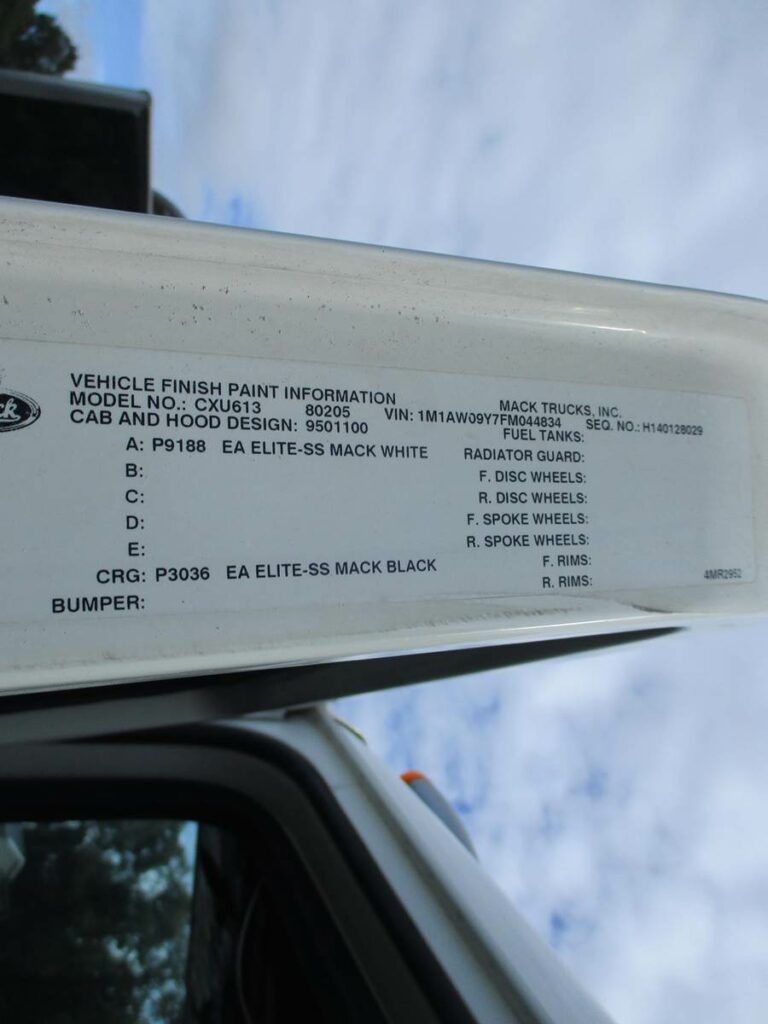 VEHICLE FINISH PAINT INFORMATION MACK TRUCKS, INC.
MODEL NO.: CXU613 80205 VIN: 1M1AW09Y7FM044834 SEQ. NO.: H140128029
CAB AND HOOD DESIGN: 9501100 FUEL TANKS:
A: P9188 EA ELITE-SS MACK WHITE RADIATOR GUARD:
B: F. DISC WHEELS:
C: R. DISC WHEELS:
D: F. SPOKE WHEELS:
E: R. SPOKE WHEELS:
CRG: P3036 EA ELITE-SS MACK BLACK F. RIMS:
BUMPER: R. RIMS:
4MR2952